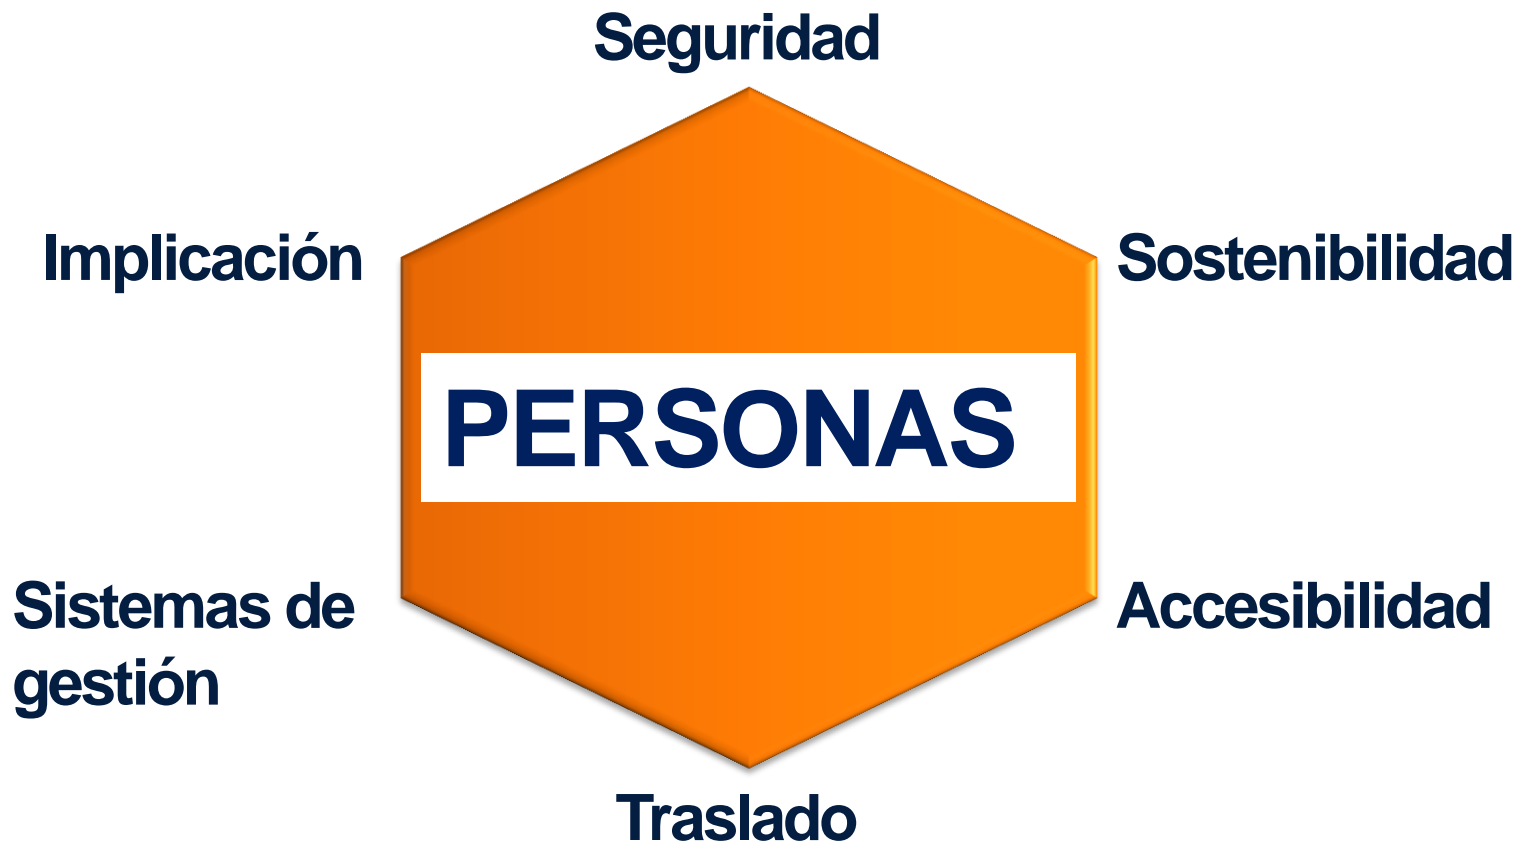 Seguridad
Implicación
Sostenibilidad
PERSONAS
Sistemas de
gestión
Accesibilidad
Traslado